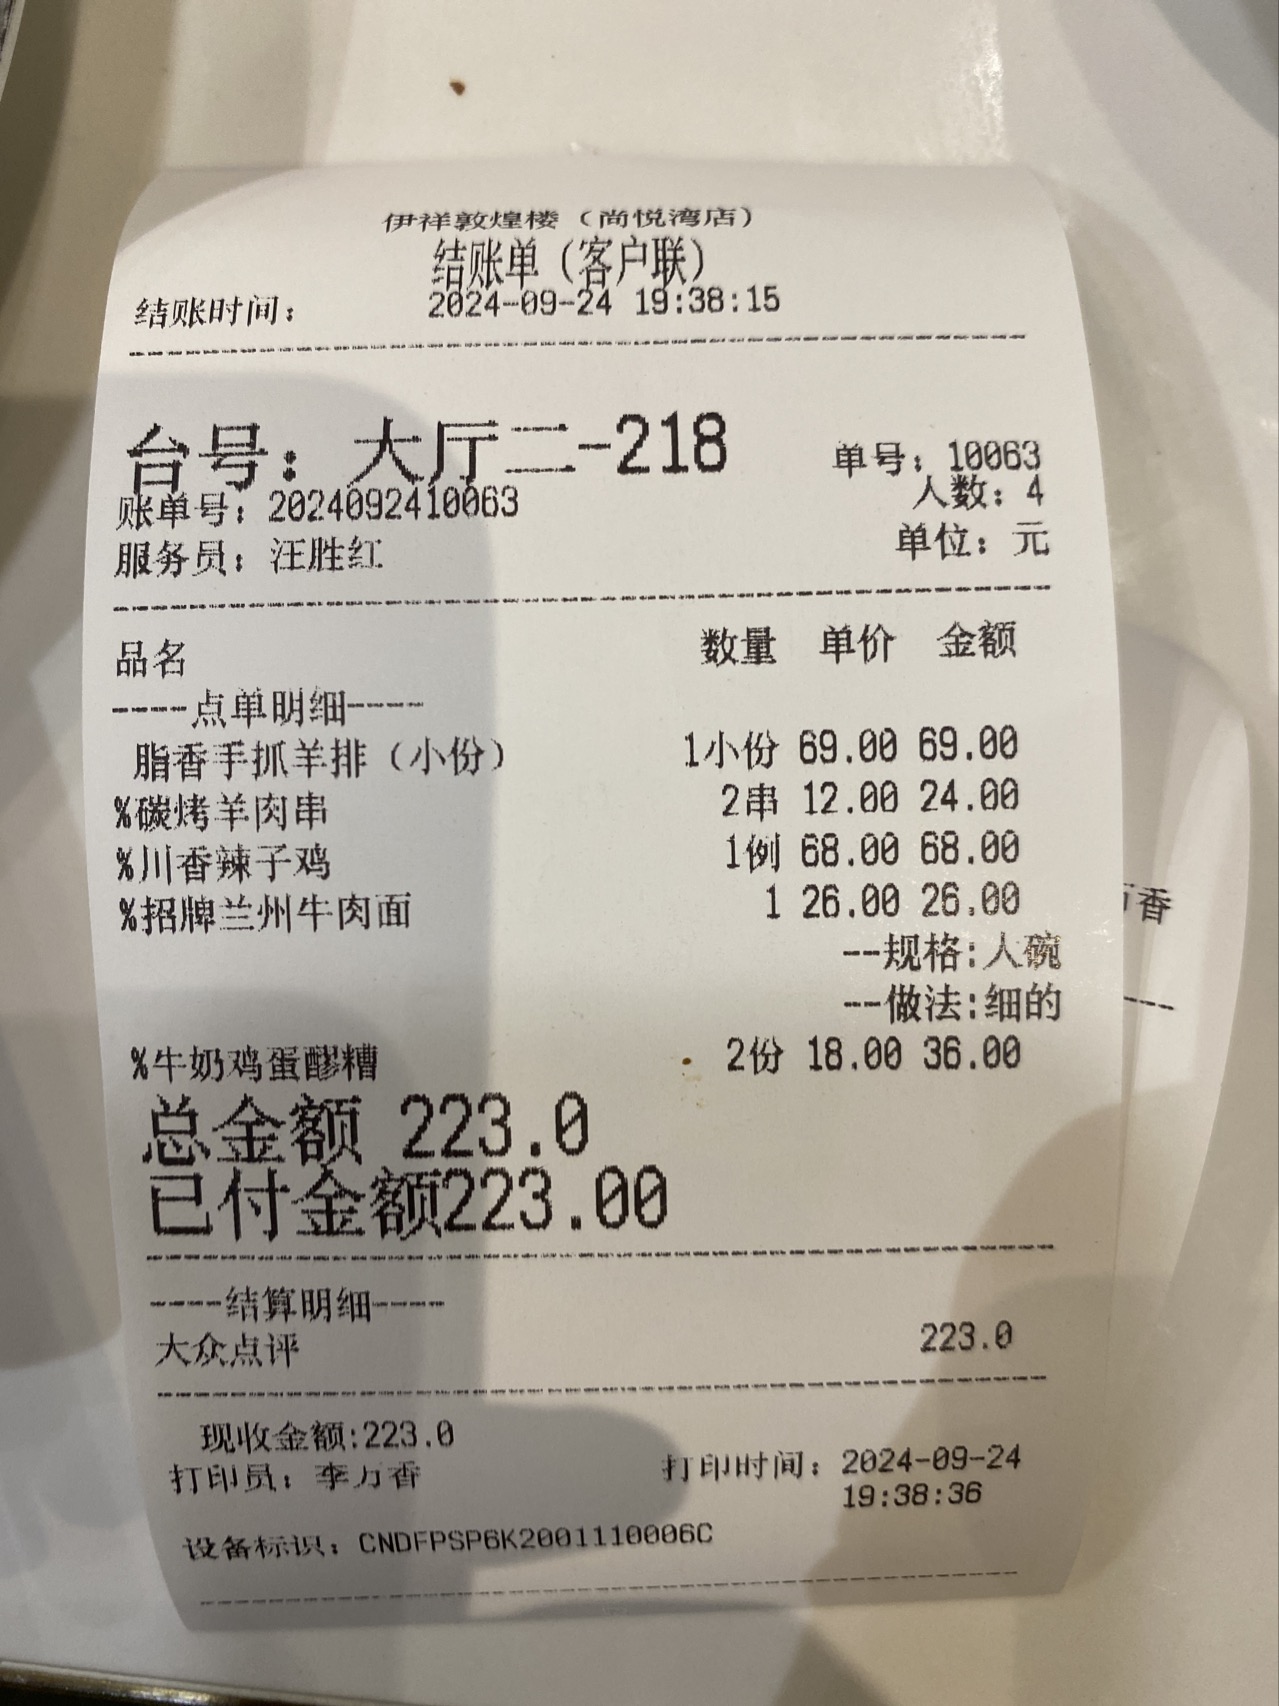 伊祥敦煌楼（尚悦湾店）
结账单（客户联）
结账时间： 2024-09-24 19:38:15
台号：大厅二-218 单号：10063
人数：4
账单号：2024092410063
服务员：汪胜红 单位：元
品名 数量 单价 金额
----点单明细----
脂香手抓羊排（小份） 1小份 69.00 69.00
%碳烤羊肉串 2串 12.00 24.00
%川香辣子鸡 1例 68.00 68.00
%招牌兰州牛肉面 1 26.00 26.00
--规格:人碗
--做法:细的
%牛奶鸡蛋醪糟 2份 18.00 36.00
总金额 223.0
已付金额223.00
----结算明细----
大众点评 223.0
现收金额:223.0
打印员：李万香 打印时间：2024-09-24
19:38:36
设备标识：CNDFPSP6K2001110006C
香